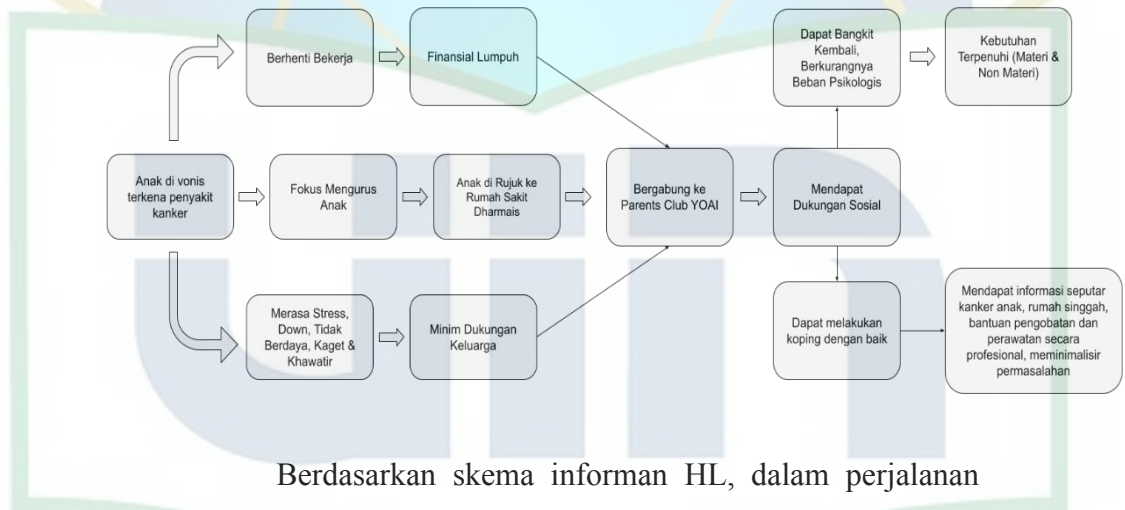 Berhenti Bekerja
Finansial Lumpuh
Dapat Bangkit
Kembali,
Berkurangnya
Beban Psikologis
Kebutuhan
Terpenuhi (Materi &
Non Materi)
Anak di vonis
terkena penyakit
kanker
Fokus Mengurus
Anak
Anak di Rujuk ke
Rumah Sakit
Dharmais
Bergabung ke
Parents Club YOAI
Mendapat
Dukungan Sosial
Merasa Stress,
Down, Tidak
Berdaya, Kaget &
Khawatir
Minim Dukungan
Keluarga
Dapat melakukan
koping dengan baik
Mendapat informasi seputar
kanker anak, rumah singgah,
bantuan pengobatan dan
perawatan secara
profesional, meminimalisir
permasalahan
Berdasarkan skema informan HL, dalam perjalanan